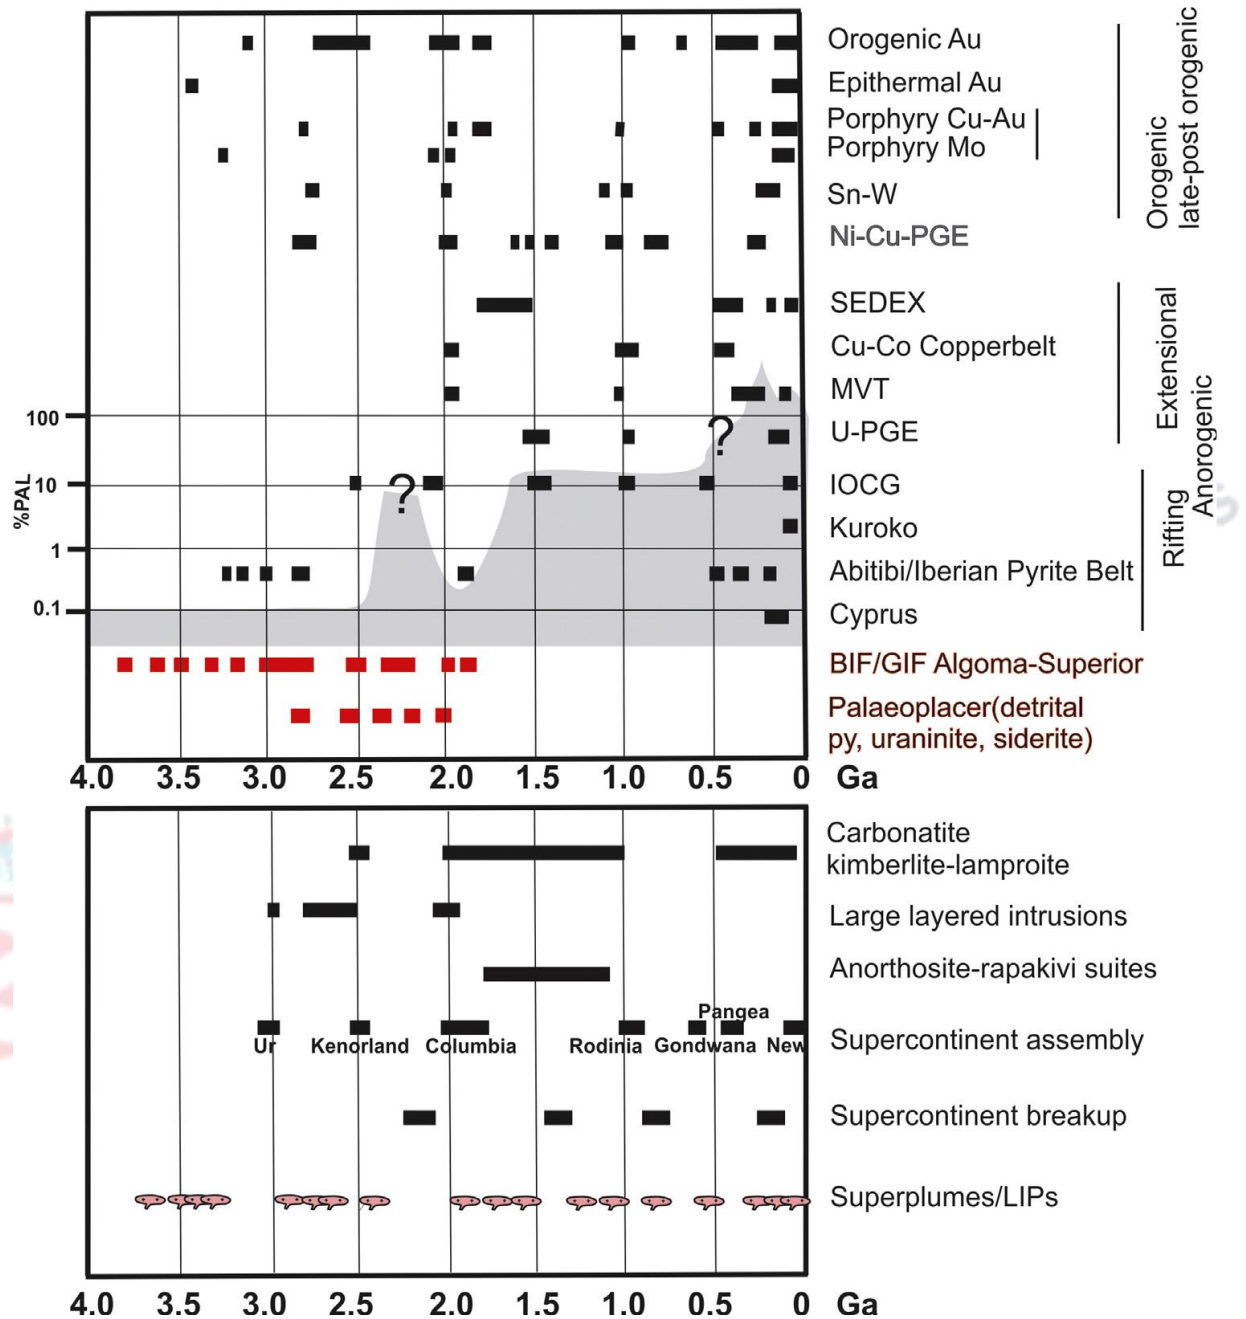 Orogenic Au
Epithermal Au
Porphyry Cu-Au
Porphyry Mo
Sn-W
Ni-Cu-PGE
Orogenic
late-post orogenic
SEDEX
Cu-Co Copperbelt
MVT
U-PGE
Extensional
Anorogenic
IOCG
Kuroko
Abitibi/Iberian Pyrite Belt
Cyprus
Rifting
BIF/GIF Algoma-Superior
Palaeoplacer(detrital
py, uraninite, siderite)
%PAL
100
10
1
0.1
?
?
4.0 3.5 3.0 2.5 2.0 1.5 1.0 0.5 0 Ga
Carbonatite
kimberlite-lamproite
Large layered intrusions
Anorthosite-rapakivi suites
Pangea
Ur Kenorland Columbia Rodinia Gondwana New
Supercontinent assembly
Supercontinent breakup
Superplumes/LIPs
4.0 3.5 3.0 2.5 2.0 1.5 1.0 0.5 0 Ga